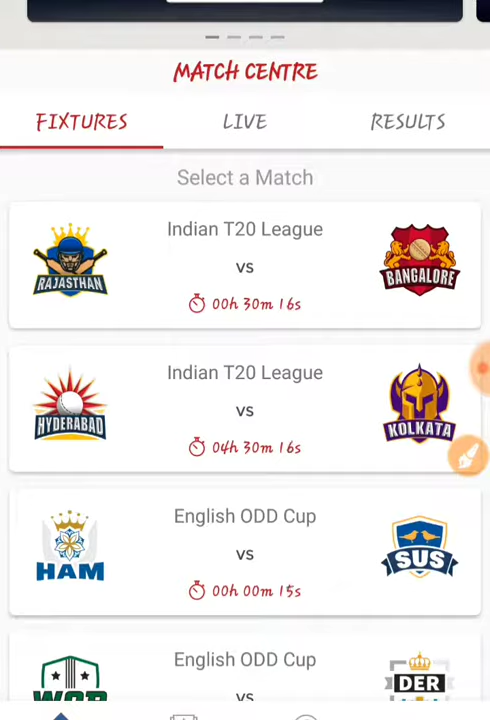 MATCH CENTRE
FIXTURES LIVE RESULTS
Select a Match
Indian T20 League
RAJASTHAN VS BANGALORE
00h 30m 16s
Indian T20 League
HYDERABAD VS KOLKATA
04h 30m 16s
English ODD Cup
HAM VS SUS
00h 00m 15s
English ODD Cup
WOR VS DER